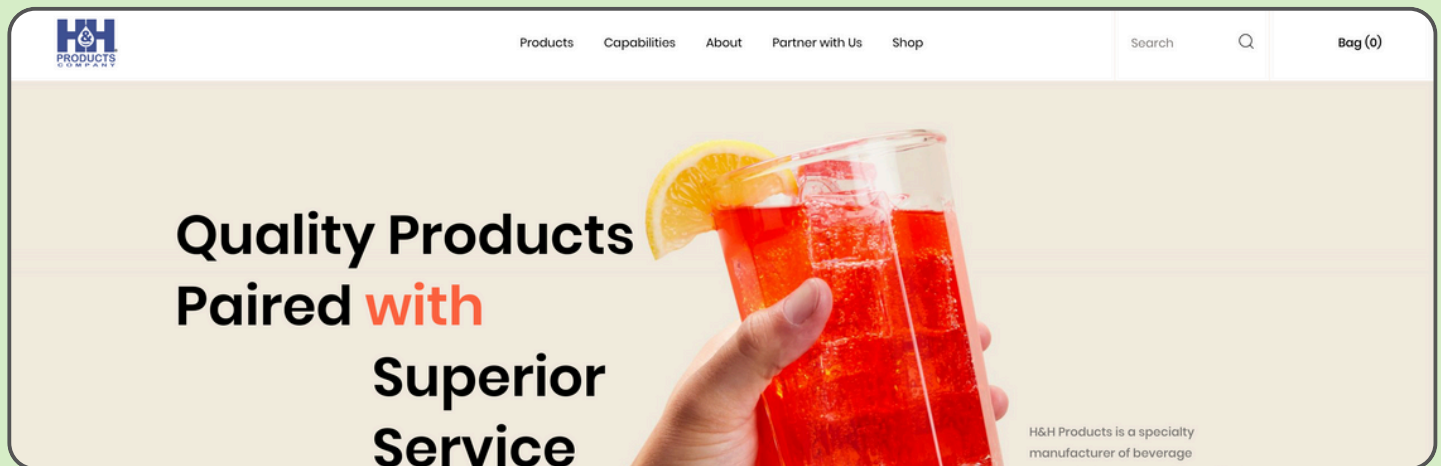 H&H
PRODUCTS
COMPANY
Products Capabilities About Partner with Us Shop
Search
Bag (0)
Quality Products
Paired with
Superior
Service
H&H Products is a specialty
manufacturer of beverage